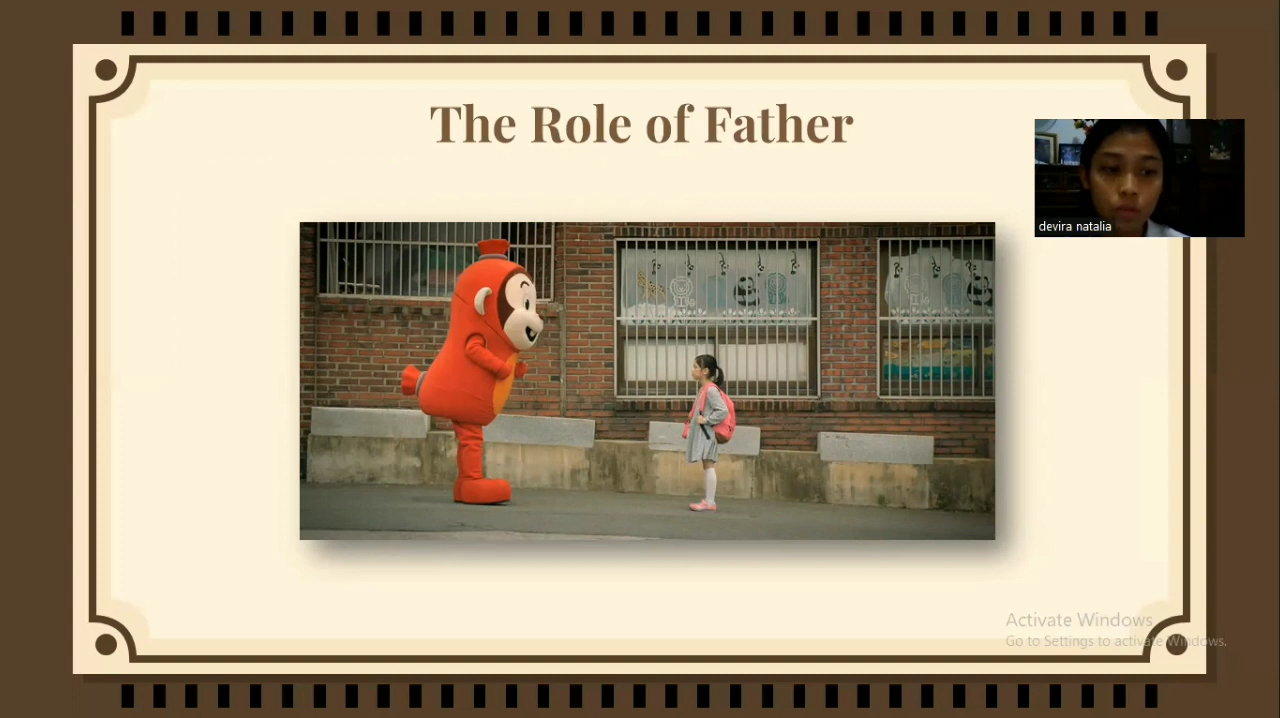 The Role of Father
devira natalia
Activate Windows
Go to Settings to activate Windows.